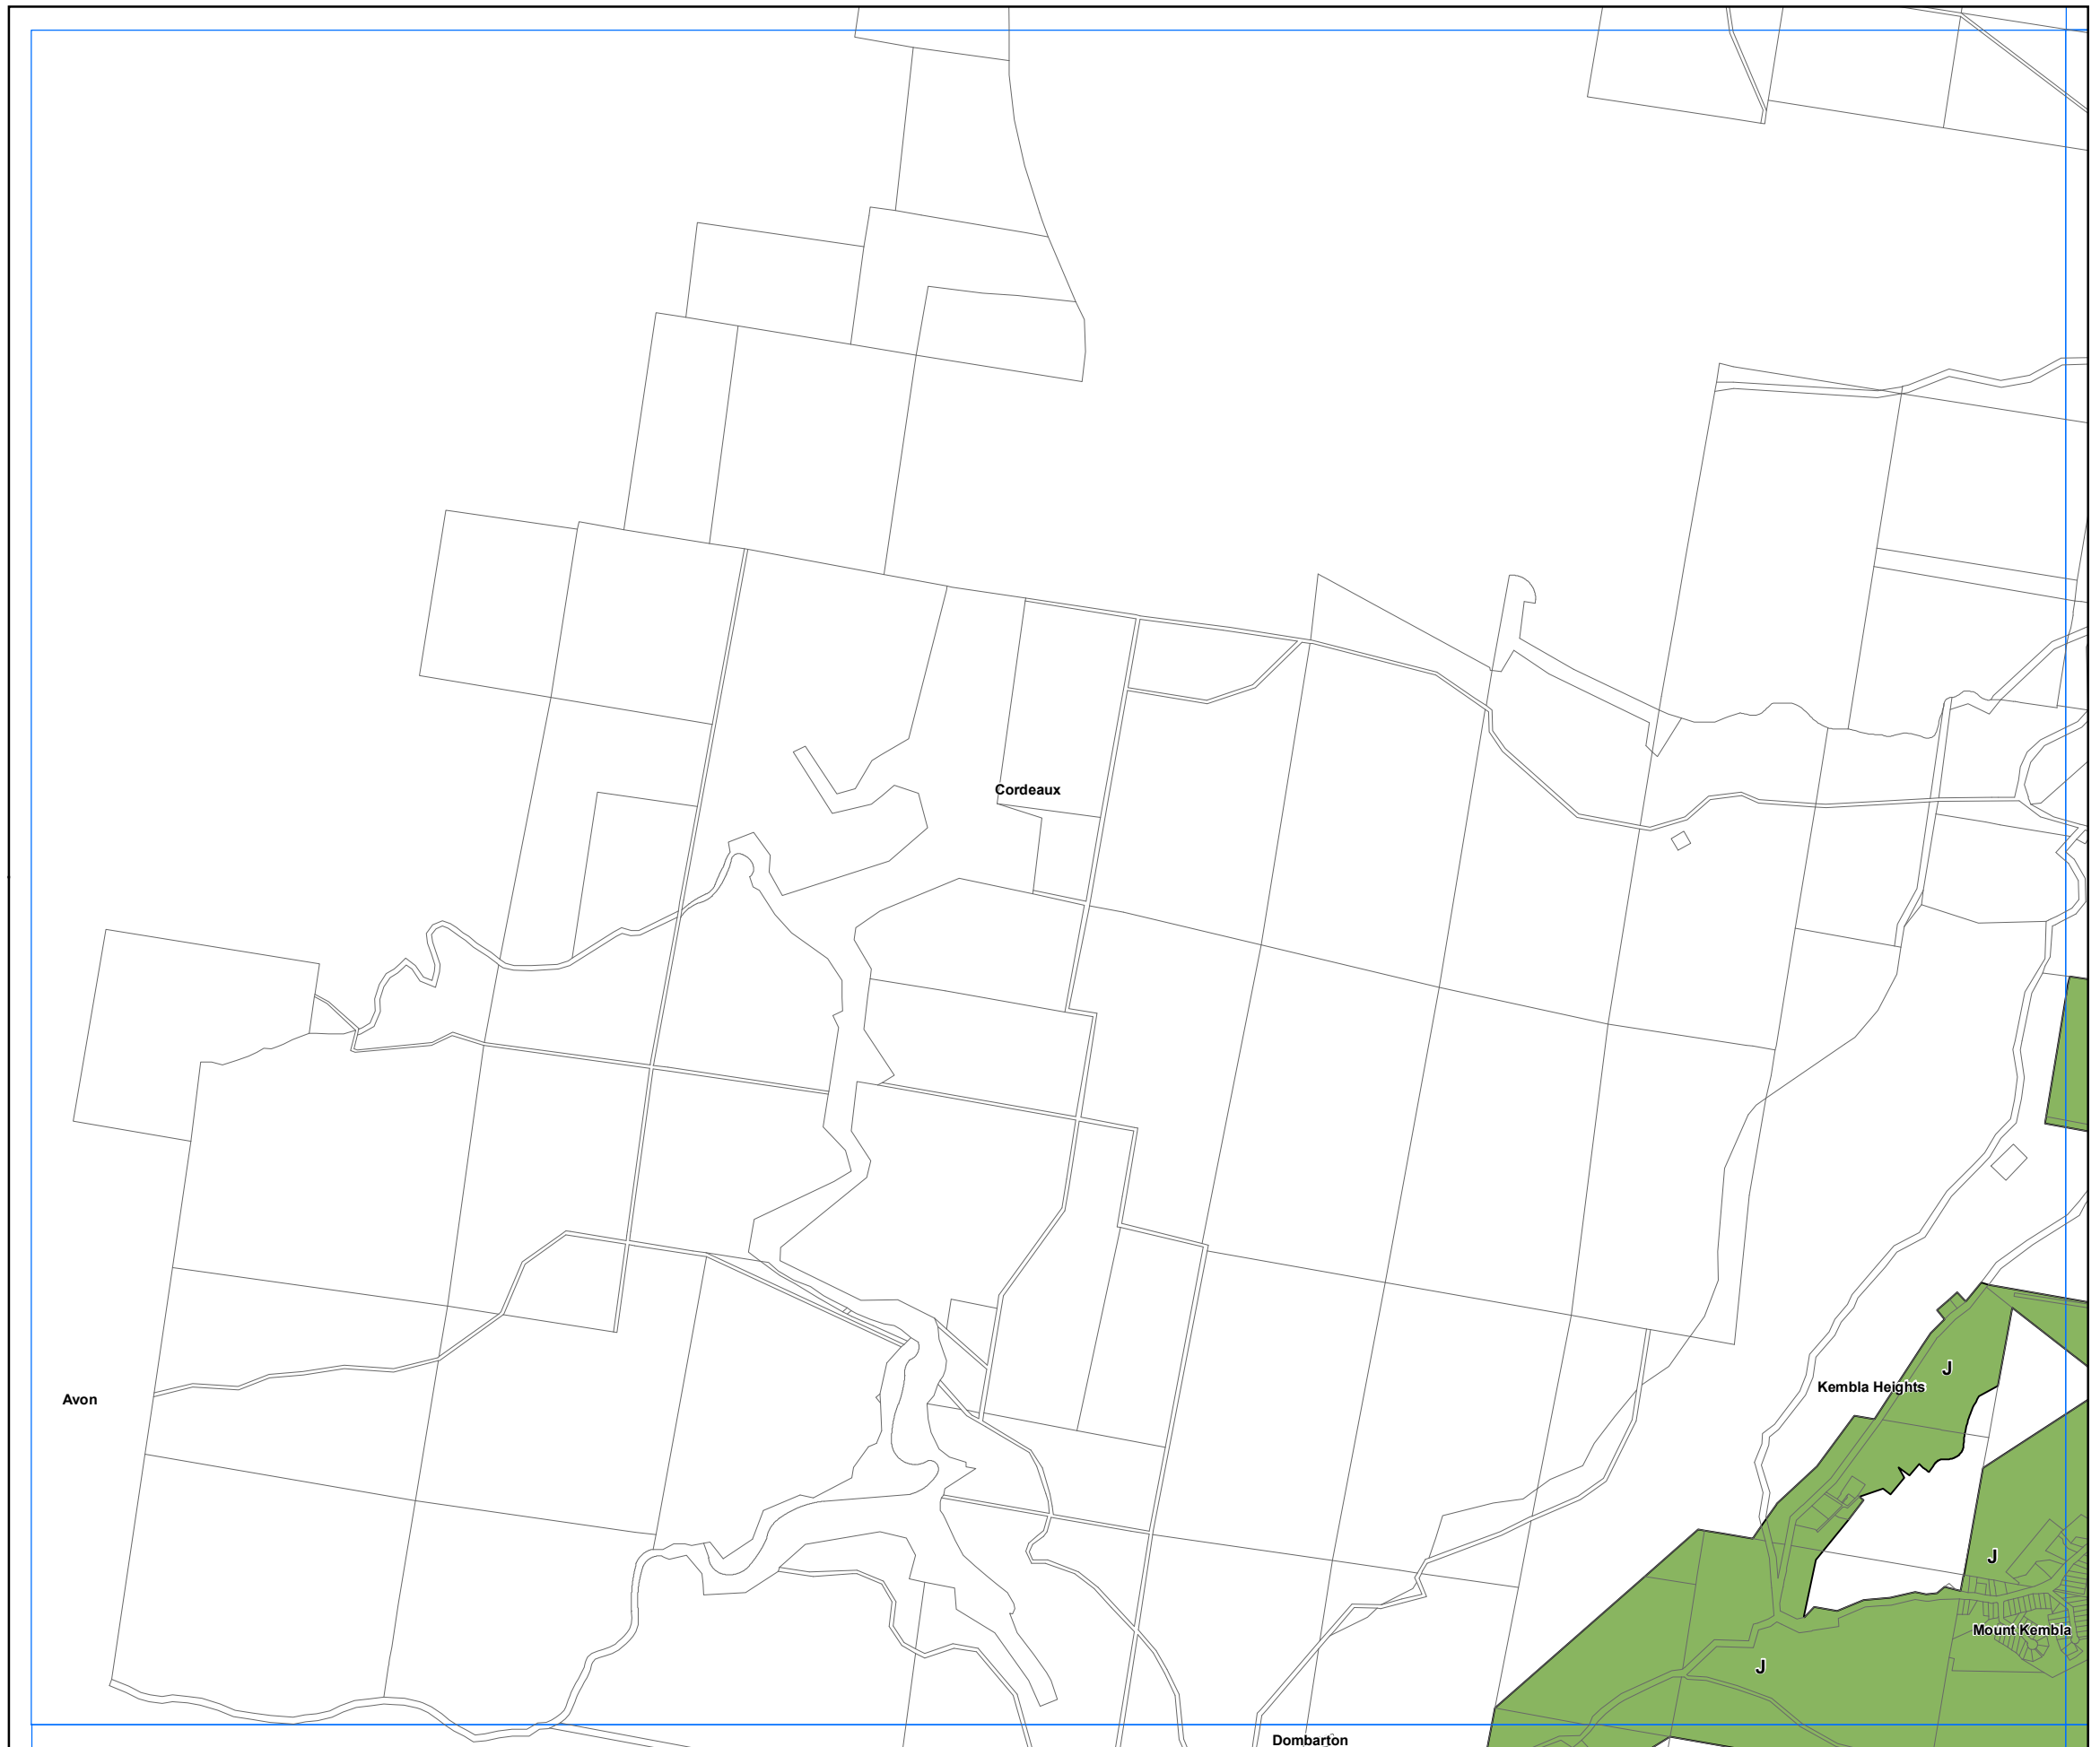 Cordeaux
J
Kembla Heights
Avon
J
Mount Kembla
J
Dombarton